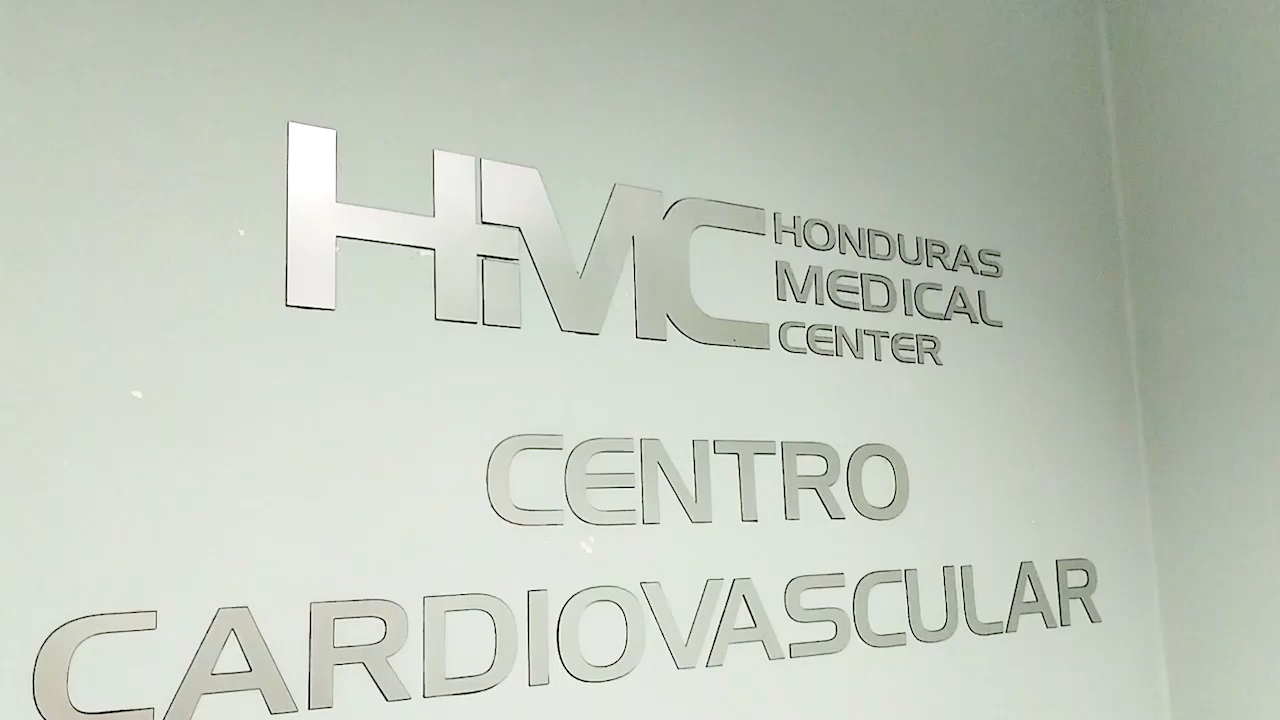 HMC
HONDURAS
MEDICAL
CENTER
CENTRO
CARDIOVASCULAR